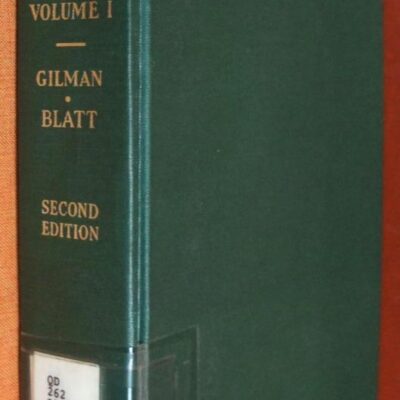 VOLUME I
GILMAN
•
BLATT
SECOND
EDITION
QD
262